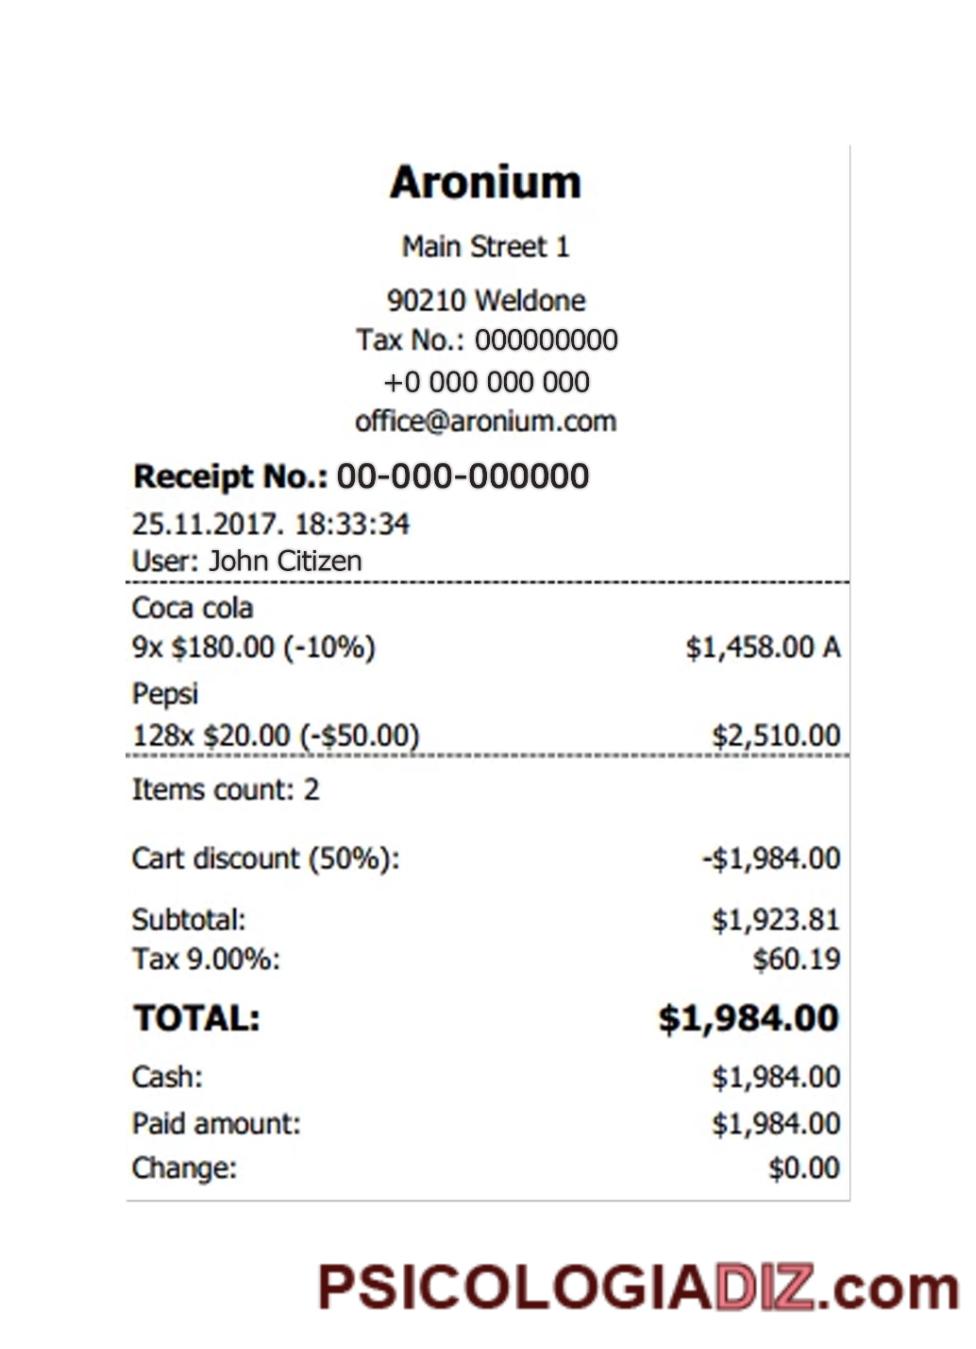 Aronium
Main Street 1
90210 Weldone
Tax No.: 000000000
+0 000 000 000
office@aronium.com
Receipt No.: 00-000-000000
25.11.2017. 18:33:34
User: John Citizen
Coca cola
9x $180.00 (-10%) $1,458.00 A
Pepsi
128x $20.00 (-$50.00) $2,510.00
Items count: 2
Cart discount (50%): -$1,984.00
Subtotal: $1,923.81
Tax 9.00%: $60.19
TOTAL: $1,984.00
Cash: $1,984.00
Paid amount: $1,984.00
Change: $0.00
PSICOLOGIADIZ.com